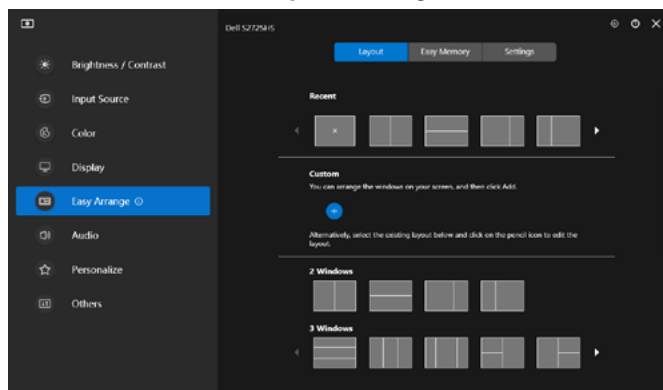 Dell S2725HS
Brightness / Contrast
Input Source
Color
Display
Easy Arrange
Audio
Personalize
Others
Layout
Easy Memory
Settings
Recent
Custom
You can arrange the windows on your screen, and then click Add.
Alternatively, select the existing layout below and click on the pencil icon to edit the
layout.
2 Windows
3 Windows